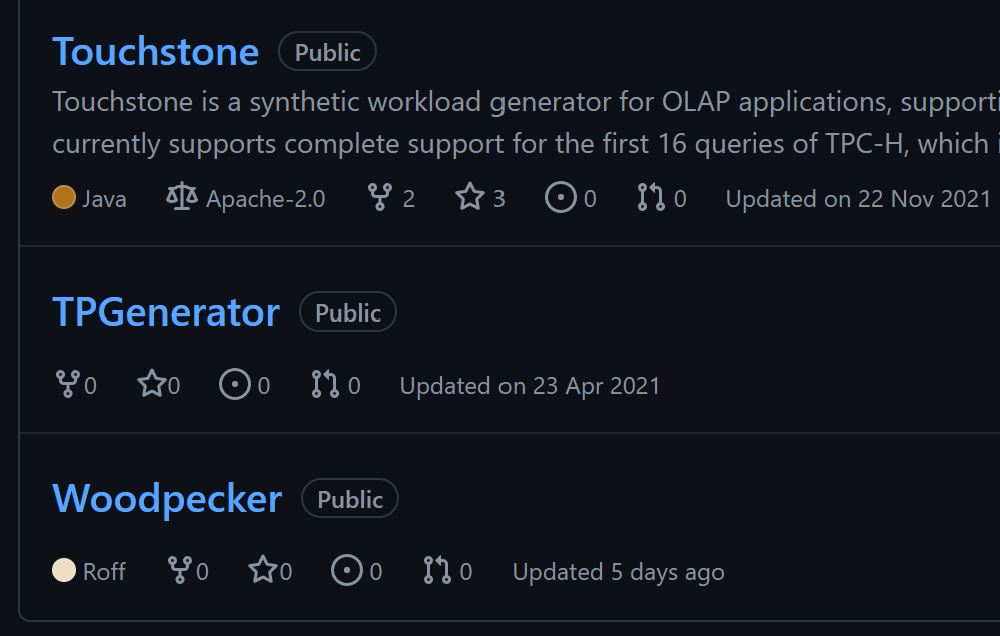 Touchstone Public
Touchstone is a synthetic workload generator for OLAP applications,
currently supports complete support for the first 16 queries of TPC-H, which
Java Apache-2.0 2 3 0 0 Updated on 22 Nov 2021
TPGenerator Public
0 0 0 0 Updated on 23 Apr 2021
Woodpecker Public
Roff 0 0 0 0 Updated 5 days ago